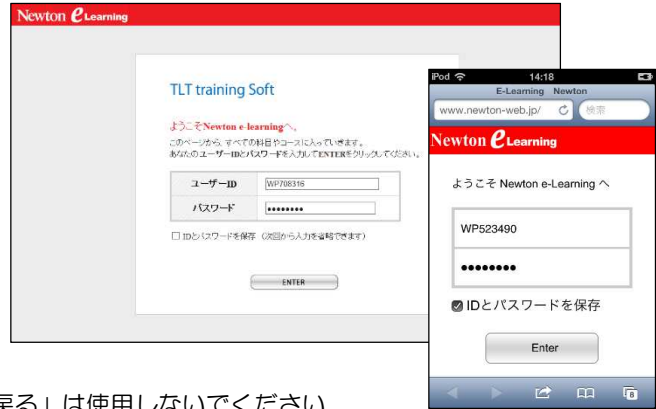 Newton eLearning
TLT training Soft
ようこそNewton e-learningへ。
このページから、すべての科目やコースに入っていきます。
あなたのユーザーIDとパスワードを入力してENTERをクリックしてください。
ユーザーID
WP708316
パスワード
••••••••
IDとパスワードを保存（次回から入力を省略できます）
ENTER
iPod 14:18
E-Learning Newton
www.newton-web.jp/ 検索
Newton eLearning
ようこそ Newton e-Learning へ
WP523490
••••••••
IDとパスワードを保存
Enter
戻る」は使用しないでください